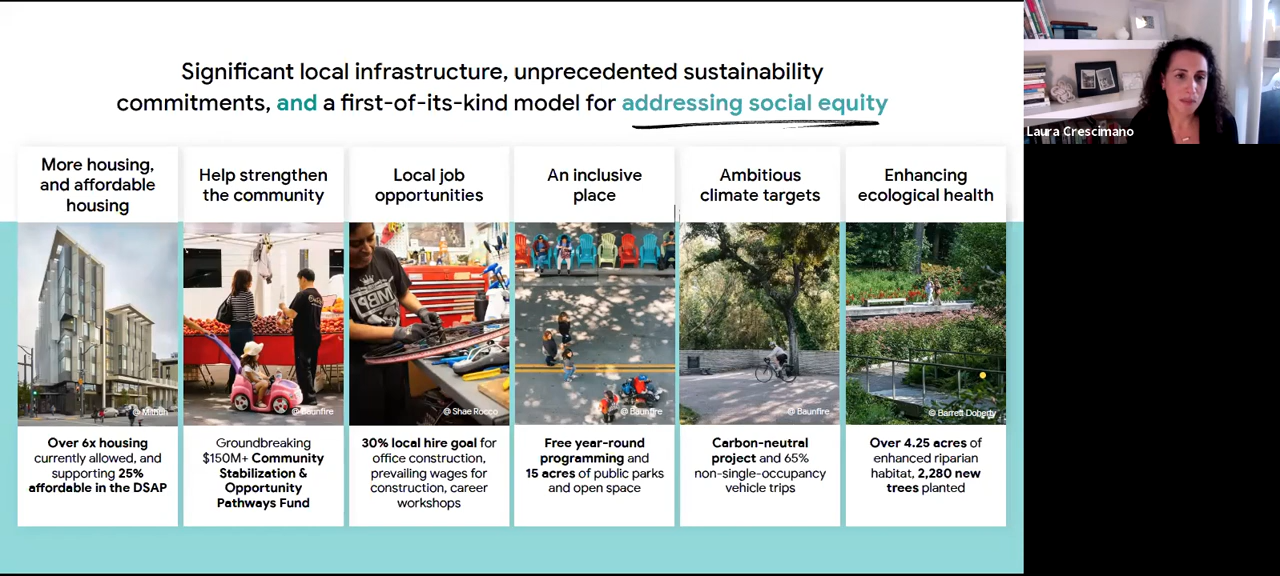 Significant local infrastructure, unprecedented sustainability
commitments, and a first-of-its-kind model for addressing social equity
Laura Crescimano
More housing,
and affordable
housing
@ Mithun
Over 6x housing
currently allowed, and
supporting 25%
affordable in the DSAP
Help strengthen
the community
@ Baunfire
Groundbreaking
$150M+ Community
Stabilization &
Opportunity
Pathways Fund
Local job
opportunities
@ Shae Rocco
30% local hire goal for
office construction,
prevailing wages for
construction, career
workshops
An inclusive
place
@ Baunfire
Free year-round
programming and
15 acres of public parks
and open space
Ambitious
climate targets
@ Baunfire
Carbon-neutral
project and 65%
non-single-occupancy
vehicle trips
Enhancing
ecological health
© Barrett Doherty
Over 4.25 acres of
enhanced riparian
habitat, 2,280 new
trees planted